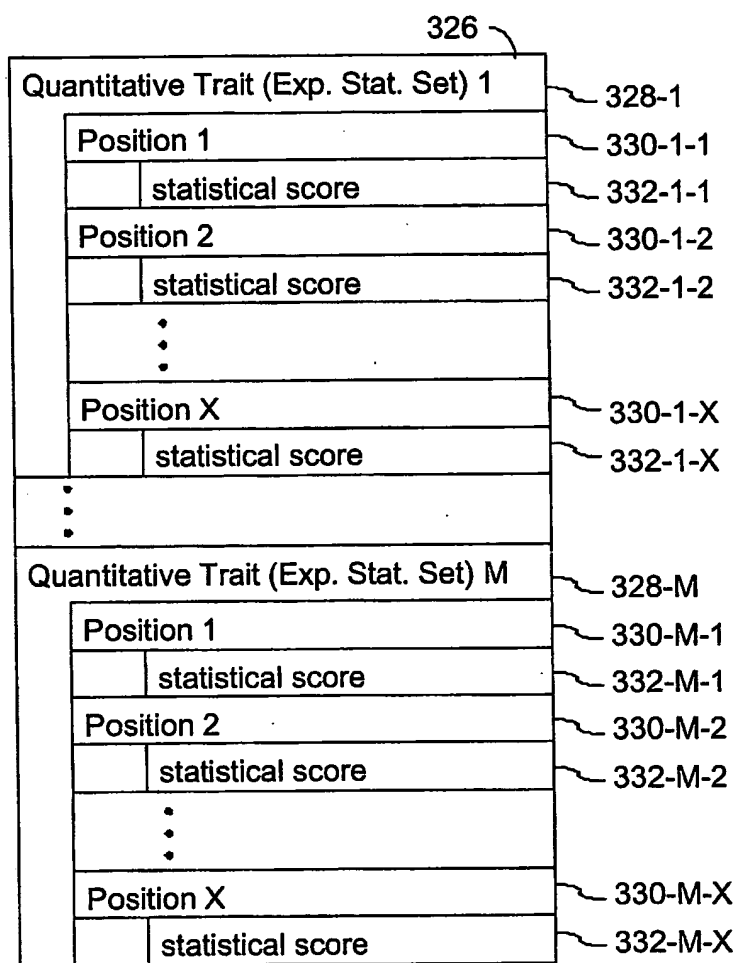 326
Quantitative Trait (Exp. Stat. Set) 1 328-1
Position 1 330-1-1
statistical score 332-1-1
Position 2 330-1-2
statistical score 332-1-2
Position X 330-1-X
statistical score 332-1-X
Quantitative Trait (Exp. Stat. Set) M 328-M
Position 1 330-M-1
statistical score 332-M-1
Position 2 330-M-2
statistical score 332-M-2
Position X 330-M-X
statistical score 332-M-X